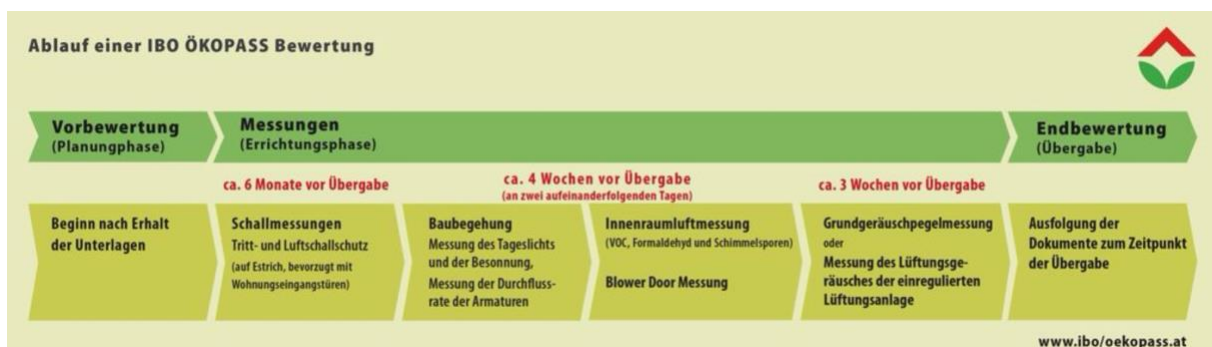 Ablauf einer IBO ÖKOPASS Bewertung
Vorbewertung
(Planungphase)
Messungen
(Errichtungsphase)
Endbewertung
(Übergabe)
ca. 6 Monate vor Übergabe
ca. 4 Wochen vor Übergabe
(an zwei aufeinanderfolgenden Tagen)
ca. 3 Wochen vor Übergabe
Beginn nach Erhalt
der Unterlagen
Schallmessungen
Tritt- und Luftschallschutz
(auf Estrich, bevorzugt mit
Wohnungseingangstüren)
Baubegehung
Messung des Tageslichts
und der Besonnung,
Messung der Durchfluss-
rate der Armaturen
Innenraumluftmessung
(VOC, Formaldehyd und Schimmelsporen)
Blower Door Messung
Grundgeräuschpegelmessung
oder
Messung des Lüftungsge-
räusches der einregulierten
Lüftungsanlage
Ausfolgung der
Dokumente zum Zeitpunkt
der Übergabe
www.ibo/oekopass.at